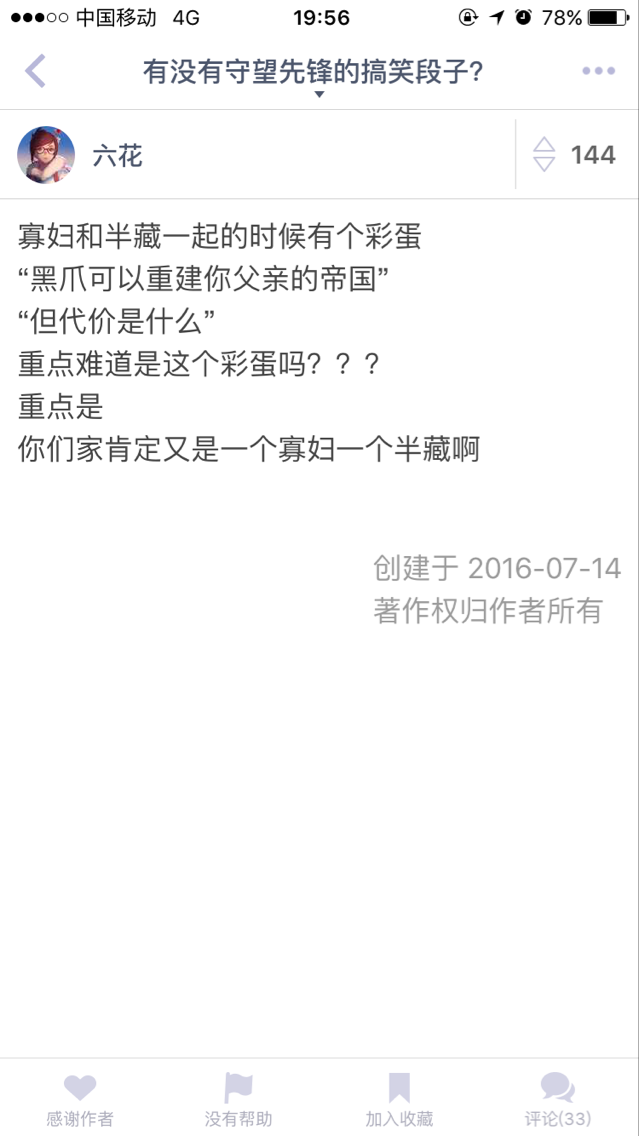 中国移动 4G 19:56 78%
有没有守望先锋的搞笑段子?
六花 144
寡妇和半藏一起的时候有个彩蛋
“黑爪可以重建你父亲的帝国”
“但代价是什么”
重点难道是这个彩蛋吗？？？
重点是
你们家肯定又是一个寡妇一个半藏啊
创建于 2016-07-14
著作权归作者所有
感谢作者 没有帮助 加入收藏 评论(33)